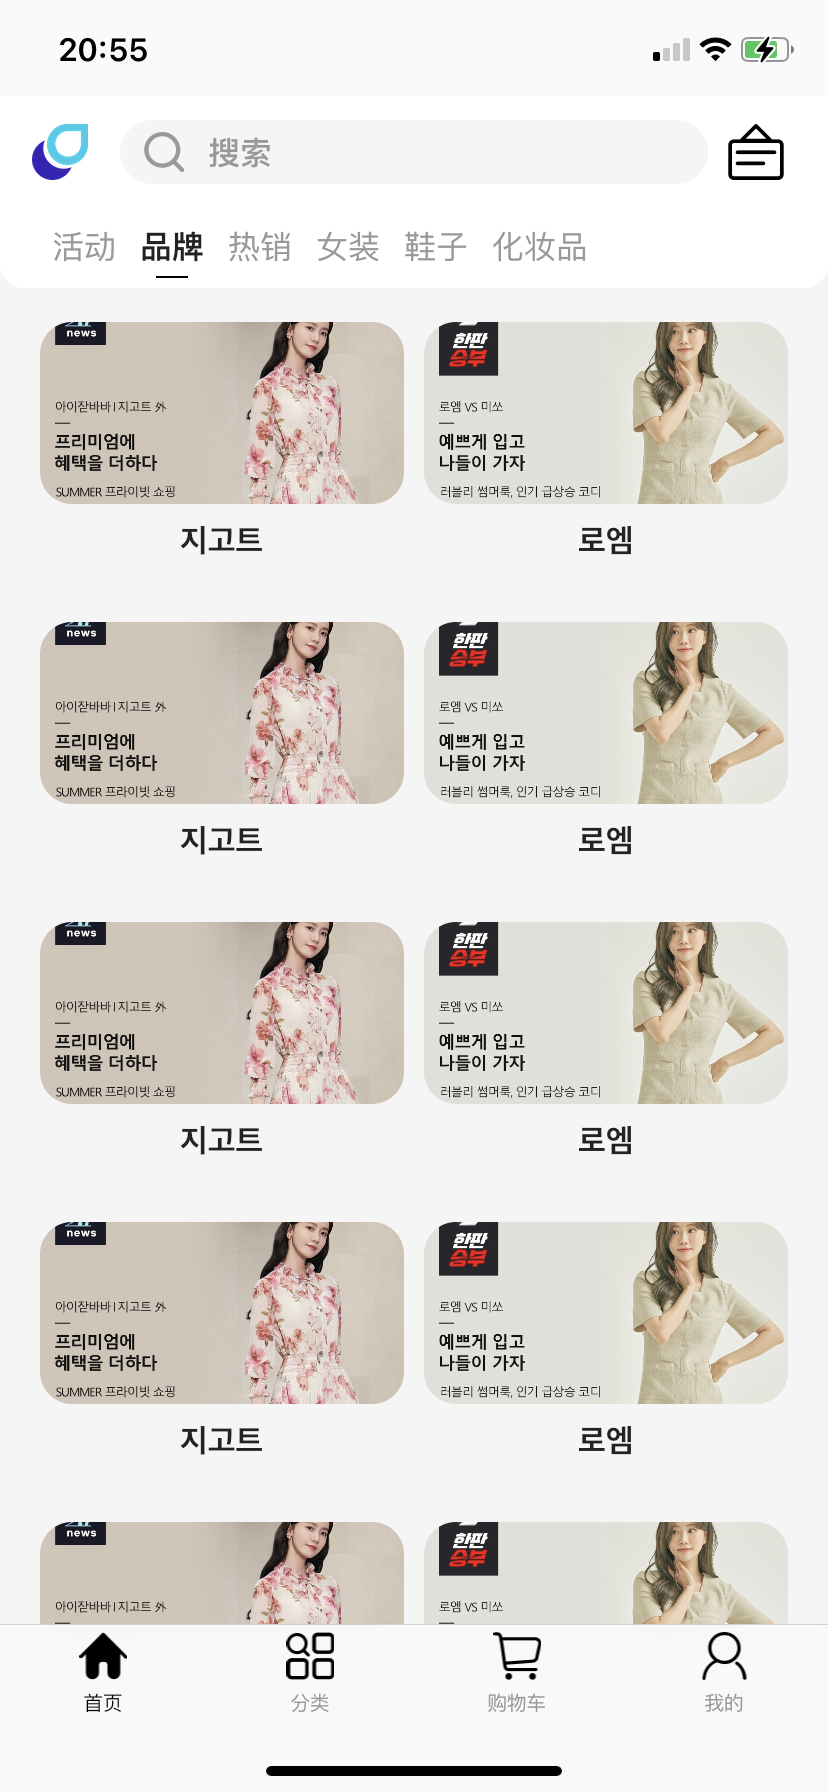 20:55
搜索
活动 品牌 热销 女装 鞋子 化妆品
news
아이잗바바 | 지고트 外
프리미엄에
혜택을 더하다
SUMMER 프라이빗 쇼핑
지고트
한판
승부
로엠 VS 미쏘
예쁘게 입고
나들이 가자
러블리 썸머룩, 인기 급상승 코디
로엠
news
아이잗바바 | 지고트 外
프리미엄에
혜택을 더하다
SUMMER 프라이빗 쇼핑
지고트
한판
승부
로엠 VS 미쏘
예쁘게 입고
나들이 가자
러블리 썸머룩, 인기 급상승 코디
로엠
news
아이잗바바 | 지고트 外
프리미엄에
혜택을 더하다
SUMMER 프라이빗 쇼핑
지고트
한판
승부
로엠 VS 미쏘
예쁘게 입고
나들이 가자
러블리 썸머룩, 인기 급상승 코디
로엠
news
아이잗바바 | 지고트 外
프리미엄에
혜택을 더하다
SUMMER 프라이빗 쇼핑
지고트
한판
승부
로엠 VS 미쏘
예쁘게 입고
나들이 가자
러블리 썸머룩, 인기 급상승 코디
로엠
news
아이잗바바 | 지고트 外
한판
승부
로엠 VS 미쏘
首页
分类
购物车
我的